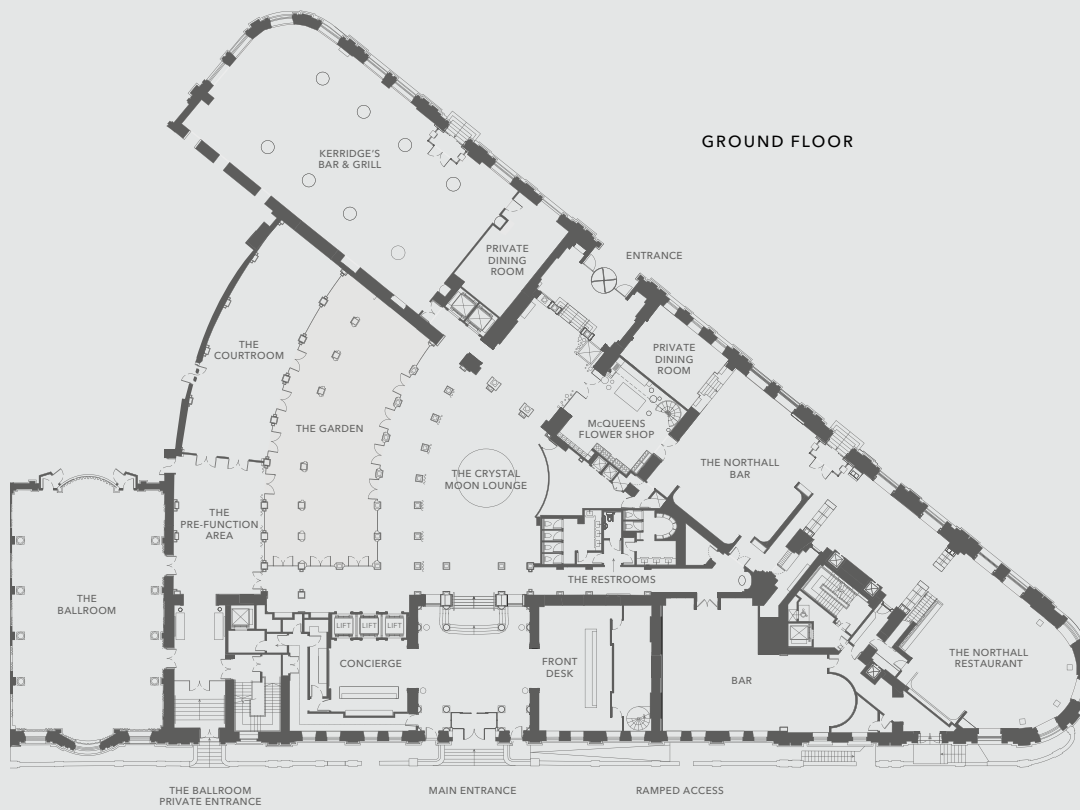 GROUND FLOOR
KERRIDGE'S
BAR & GRILL
PRIVATE
DINING
ROOM
ENTRANCE
THE
COURTROOM
PRIVATE
DINING
ROOM
THE GARDEN
McQUEENS
FLOWER SHOP
THE CRYSTAL
MOON LOUNGE
THE NORTHALL
BAR
THE
PRE-FUNCTION
AREA
THE RESTROOMS
THE
BALLROOM
LIFT
LIFT
LIFT
CONCIERGE
FRONT
DESK
BAR
THE NORTHALL
RESTAURANT
THE BALLROOM
PRIVATE ENTRANCE
MAIN ENTRANCE
RAMPED ACCESS